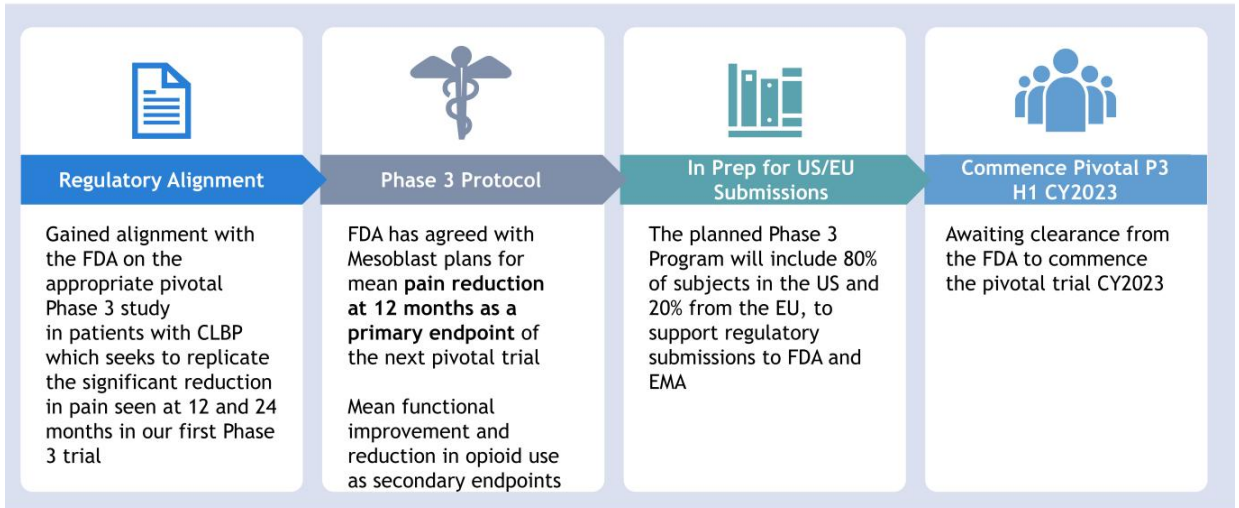 Regulatory Alignment
Gained alignment with
the FDA on the
appropriate pivotal
Phase 3 study
in patients with CLBP
which seeks to replicate
the significant reduction
in pain seen at 12 and 24
months in our first Phase
3 trial
Phase 3 Protocol
FDA has agreed with
Mesoblast plans for
mean pain reduction
at 12 months as a
primary endpoint of
the next pivotal trial
Mean functional
improvement and
reduction in opioid use
as secondary endpoints
In Prep for US/EU
Submissions
The planned Phase 3
Program will include 80%
of subjects in the US and
20% from the EU, to
support regulatory
submissions to FDA and
EMA
Commence Pivotal P3
H1 CY2023
Awaiting clearance from
the FDA to commence
the pivotal trial CY2023